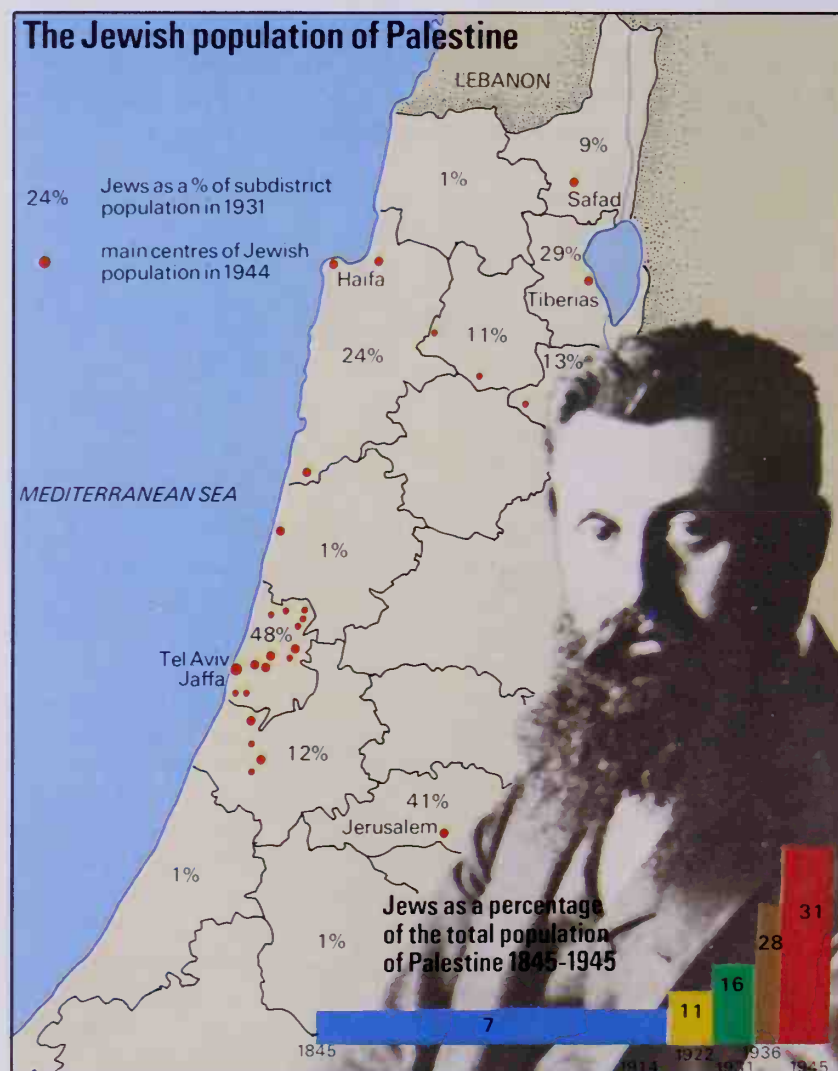 The Jewish population of Palestine
LEBANON
24%
Jews as a % of subdistrict
population in 1931
main centres of Jewish
population in 1944
1%
9%
Safad
Haifa
29%
Tiberias
24%
11%
13%
MEDITERRANEAN SEA
1%
48%
Tel Aviv
Jaffa
12%
41%
Jerusalem
1%
1%
Jews as a percentage
of the total population
of Palestine 1845-1945
7
11
16
28
31
1845
1914
1922
1931
1936
1945